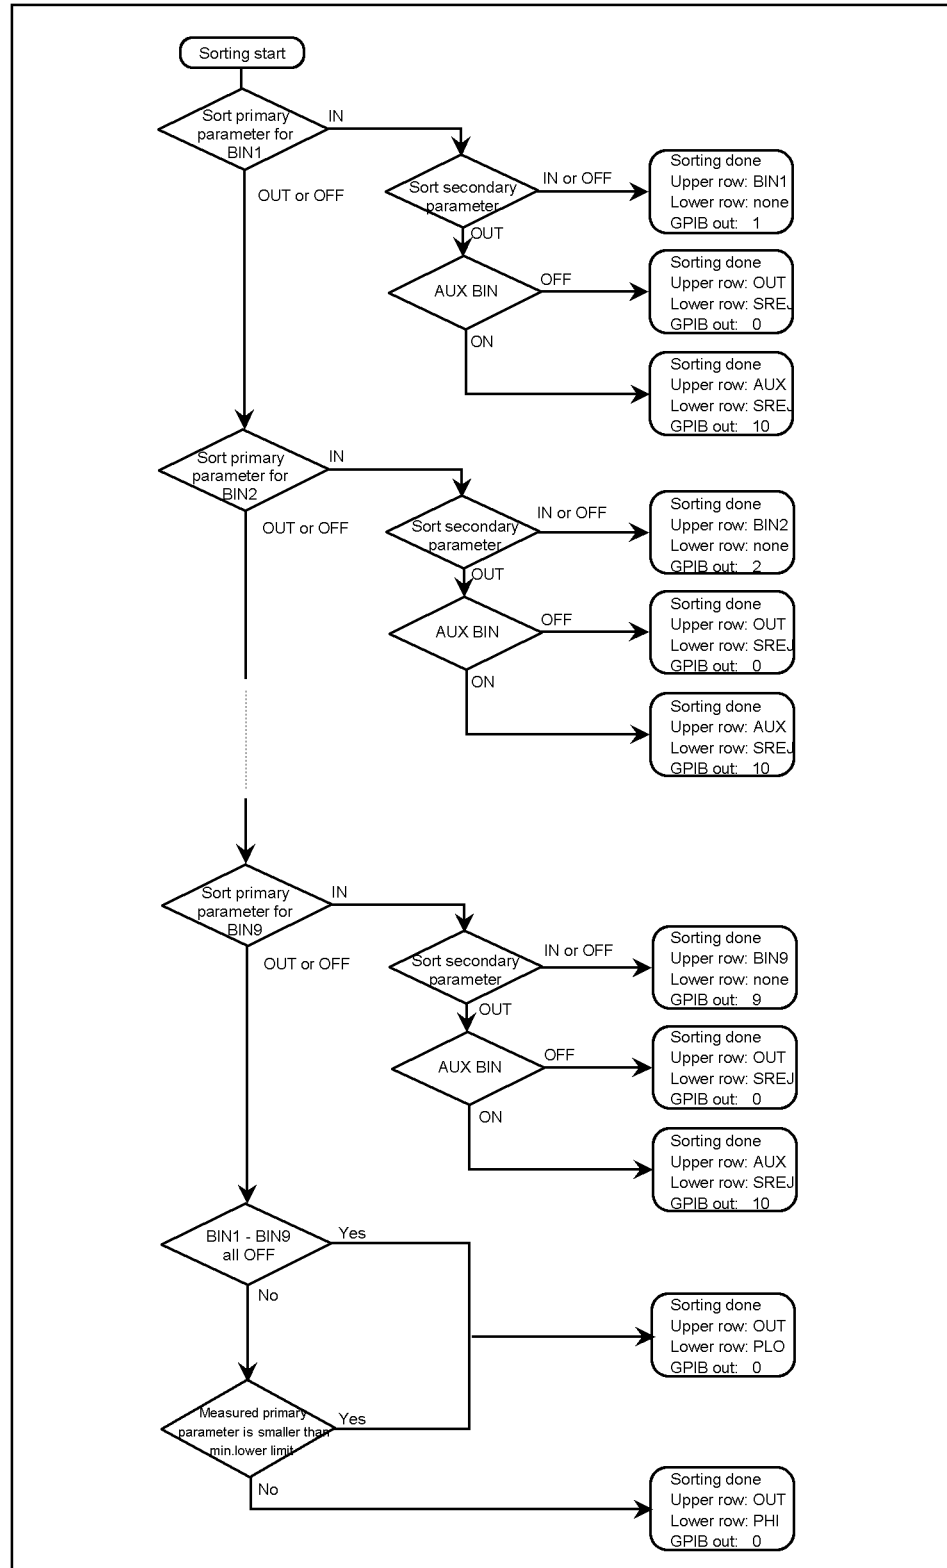 Sorting start
Sort primary
parameter for
BIN1
IN
OUT or OFF
Sort secondary
parameter
IN or OFF
OUT
Sorting done
Upper row: BIN1
Lower row: none
GPIB out: 1
AUX BIN
OFF
ON
Sorting done
Upper row: OUT
Lower row: SREJ
GPIB out: 0
Sorting done
Upper row: AUX
Lower row: SREJ
GPIB out: 10
Sort primary
parameter for
BIN2
IN
OUT or OFF
Sort secondary
parameter
IN or OFF
OUT
Sorting done
Upper row: BIN2
Lower row: none
GPIB out: 2
AUX BIN
OFF
ON
Sorting done
Upper row: OUT
Lower row: SREJ
GPIB out: 0
Sorting done
Upper row: AUX
Lower row: SREJ
GPIB out: 10
Sort primary
parameter for
BIN9
IN
OUT or OFF
Sort secondary
parameter
IN or OFF
OUT
Sorting done
Upper row: BIN9
Lower row: none
GPIB out: 9
AUX BIN
OFF
ON
Sorting done
Upper row: OUT
Lower row: SREJ
GPIB out: 0
Sorting done
Upper row: AUX
Lower row: SREJ
GPIB out: 10
BIN1 - BIN9
all OFF
Yes
No
Sorting done
Upper row: OUT
Lower row: PLO
GPIB out: 0
Measured primary
parameter is smaller than
min.lower limit
Yes
No
Sorting done
Upper row: OUT
Lower row: PHI
GPIB out: 0